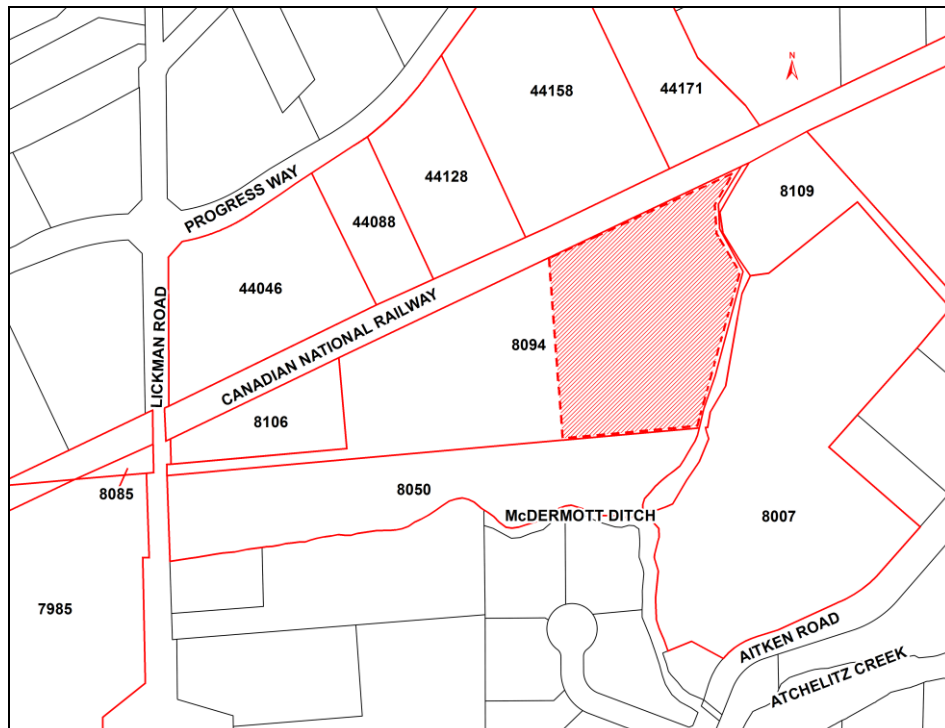 N
44158
44171
44128
8109
PROGRESS WAY
44088
44046
LICKMAN ROAD
CANADIAN NATIONAL RAILWAY
8094
8106
8085
8050
McDERMOTT DITCH
8007
7985
AITKEN ROAD
ATCHELITZ CREEK